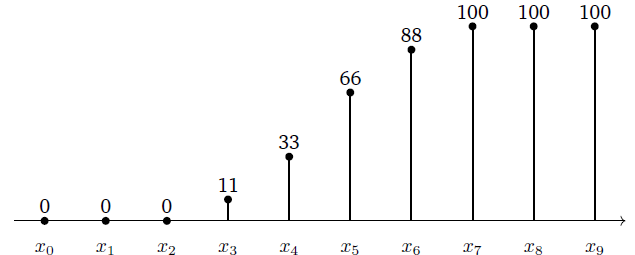 100 100 100
88
66
33
11
0 0 0
x₀ x₁ x₂ x₃ x₄ x₅ x₆ x₇ x₈ x₉